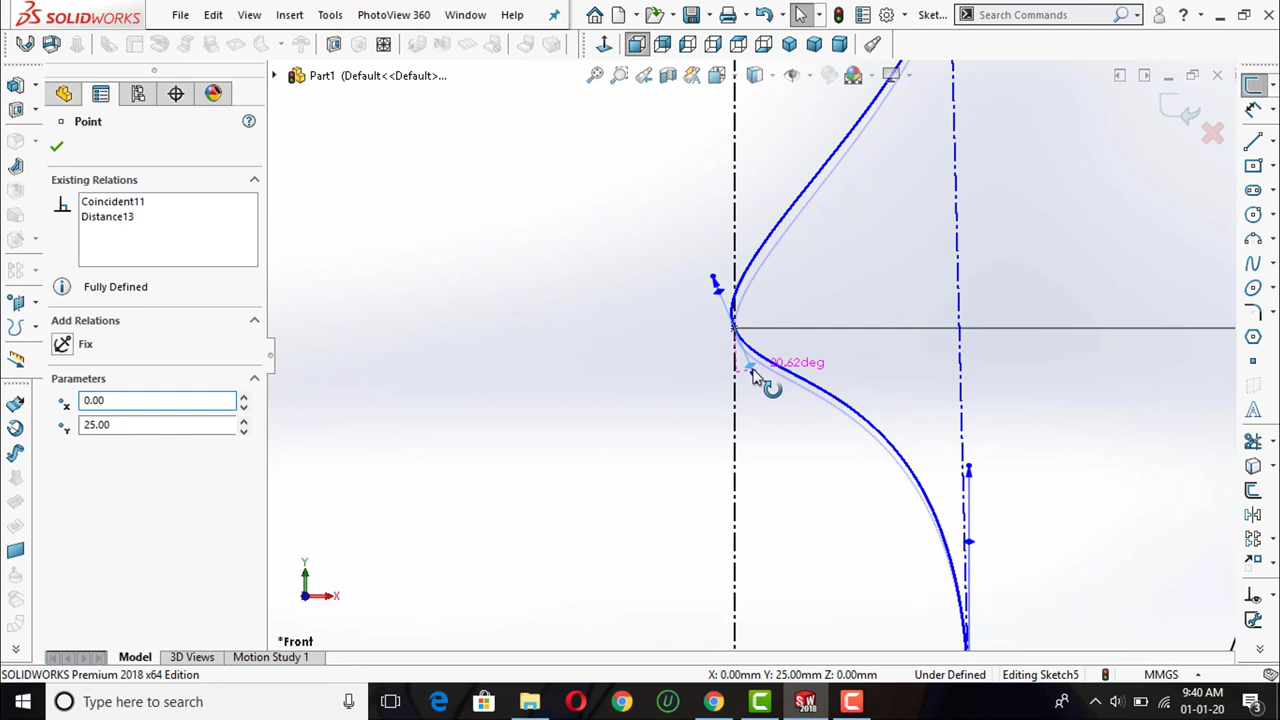 SOLIDWORKS
File Edit View Insert Tools PhotoView 360 Window Help
Sket...
Search Commands
?
Part1 (Default<<Default>...
Point
Existing Relations
Coincident11
Distance13
Fully Defined
Add Relations
Fix
Parameters
0.00
25.00
20.62deg
Y
X
*Front
Model 3D Views Motion Study 1
SOLIDWORKS Premium 2018 x64 Edition
X: 0.00mm Y: 25.00mm Z: 0.00mm
Under Defined
Editing Sketch5
MMGS
Type here to search
9:40 AM
01-01-20